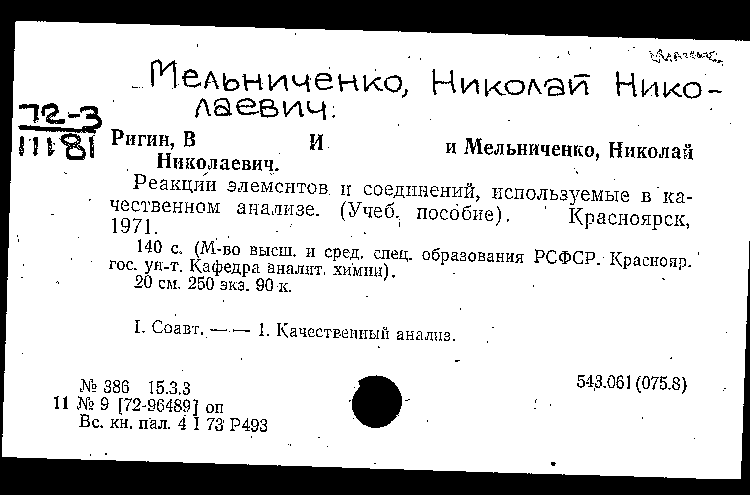 Мельниченко, Николай Нико-
лаевич.
72-3
11181
Ригин, В И и Мельниченко, Николай
Николаевич.
Реакции элементов и соединений, используемые в ка-
чественном анализе. (Учеб. пособие). Красноярск,
1971.
140 с. (М-во высш. и сред. спец. образования РСФСР. Краснояр.
гос. ун-т. Кафедра аналит. химии).
20 см. 250 экз. 90 к.
I. Соавт. — — 1. Качественный анализ.
№ 386 15.3.3
543.061 (075.8)
11 № 9 [72-96489] оп
Вс. кн. пал. 4 I 73 Р493